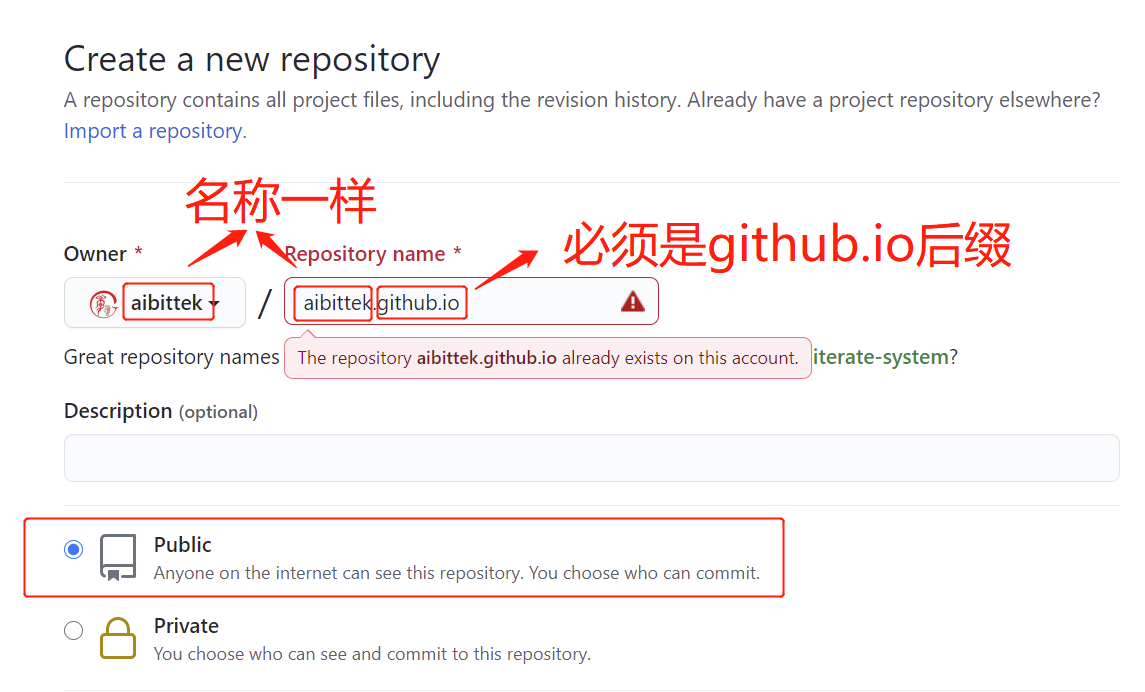 Create a new repository
A repository contains all project files, including the revision history. Already have a project repository elsewhere?
Import a repository.
名称一样
必须是github.io后缀
Owner *
Repository name *
aibittek / aibittek.github.io
Great repository names
The repository aibittek.github.io already exists on this account.
iterate-system?
Description (optional)
Public
Anyone on the internet can see this repository. You choose who can commit.
Private
You choose who can see and commit to this repository.